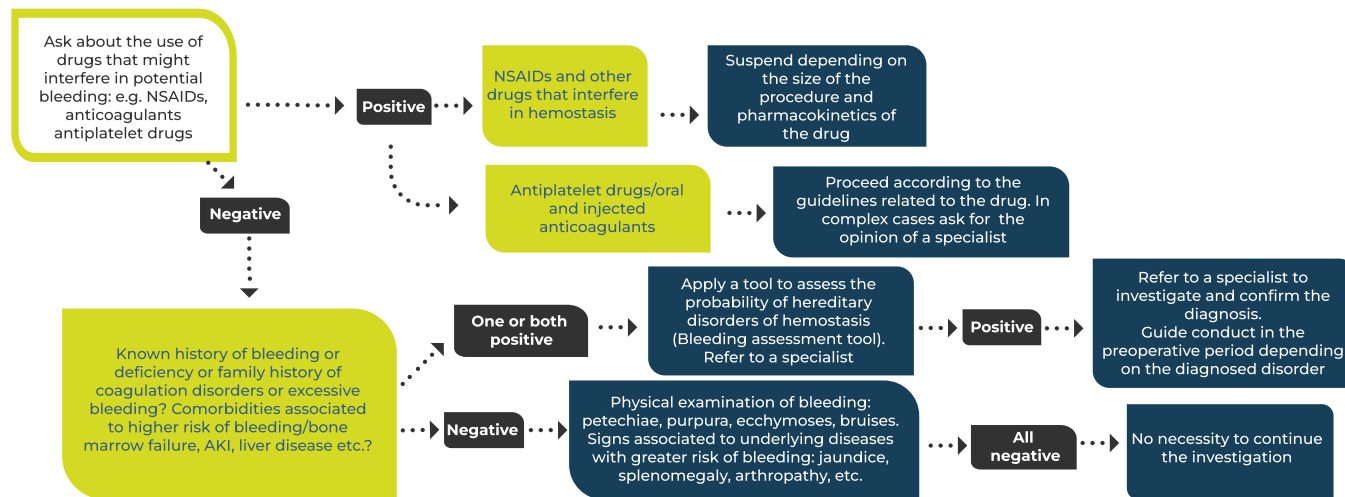 Ask about the use of
drugs that might
interfere in potential
bleeding: e.g. NSAIDs,
anticoagulants
antiplatelet drugs
Positive
NSAIDs and other
drugs that interfere
in hemostasis
Suspend depending on
the size of the
procedure and
pharmacokinetics of
the drug
Antiplatelet drugs/oral
and injected
anticoagulants
Proceed according to the
guidelines related to the drug. In
complex cases ask for the
opinion of a specialist
Negative
Known history of bleeding or
deficiency or family history of
coagulation disorders or excessive
bleeding? Comorbidities associated
to higher risk of bleeding/bone
marrow failure, AKI, liver disease etc.?
One or both
positive
Apply a tool to assess the
probability of hereditary
disorders of hemostasis
(Bleeding assessment tool).
Refer to a specialist
Positive
Refer to a specialist to
investigate and confirm the
diagnosis.
Guide conduct in the
preoperative period depending
on the diagnosed disorder
Negative
Physical examination of bleeding:
petechiae, purpura, ecchymoses, bruises.
Signs associated to underlying diseases
with greater risk of bleeding: jaundice,
splenomegaly, arthropathy, etc.
All
negative
No necessity to continue
the investigation